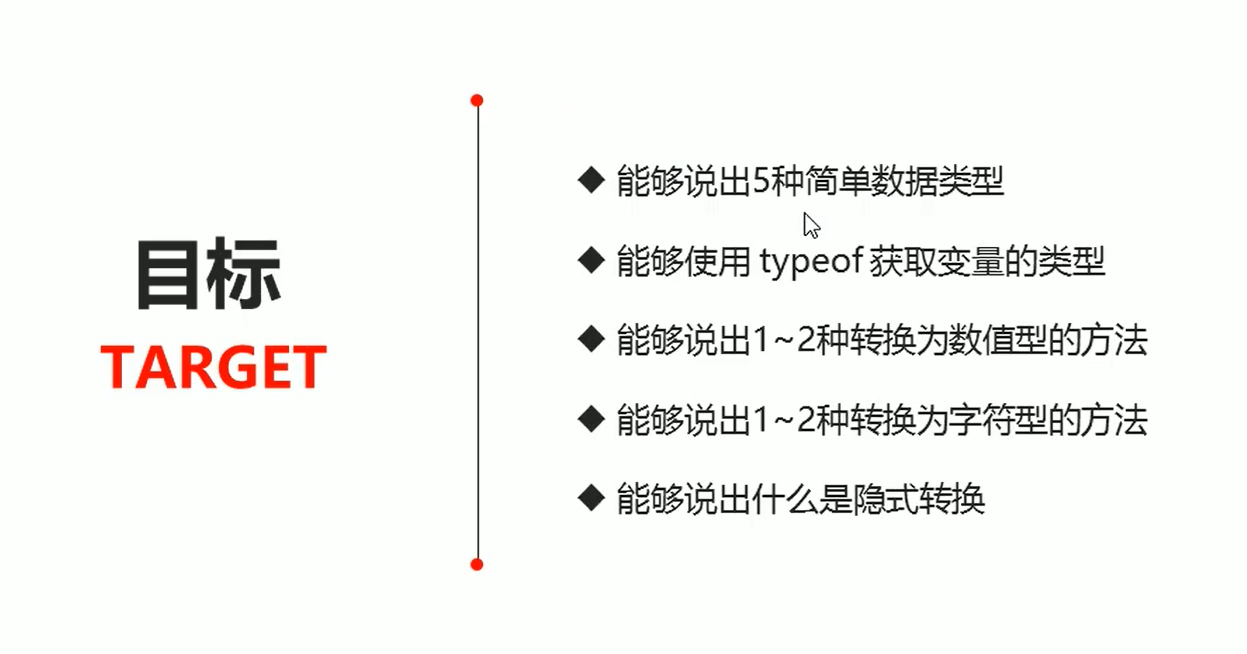 目标
TARGET
◆ 能够说出5种简单数据类型
◆ 能够使用 typeof 获取变量的类型
◆ 能够说出1~2种转换为数值型的方法
◆ 能够说出1~2种转换为字符型的方法
◆ 能够说出什么是隐式转换